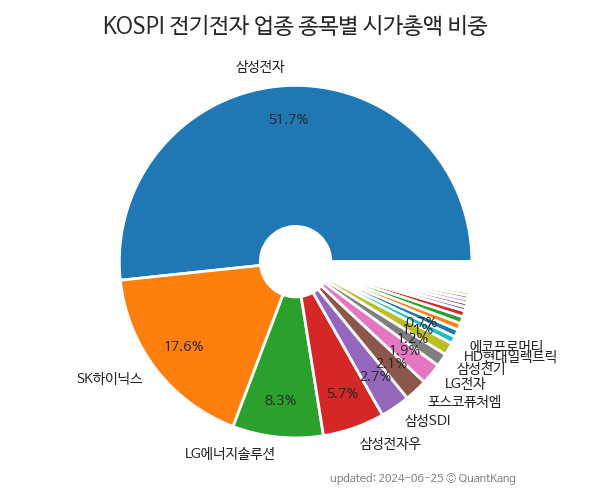 KOSPI 전기전자 업종 종목별 시가총액 비중
삼성전자
51.7%
SK하이닉스
17.6%
LG에너지솔루션
8.3%
삼성전자우
5.7%
삼성SDI
2.7%
포스코퓨처엠
2.1%
LG전자
1.9%
삼성전기
1.2%
HD현대일렉트릭
1.1%
에코프로머티
0.7%
updated: 2024-06-25 © QuantKang